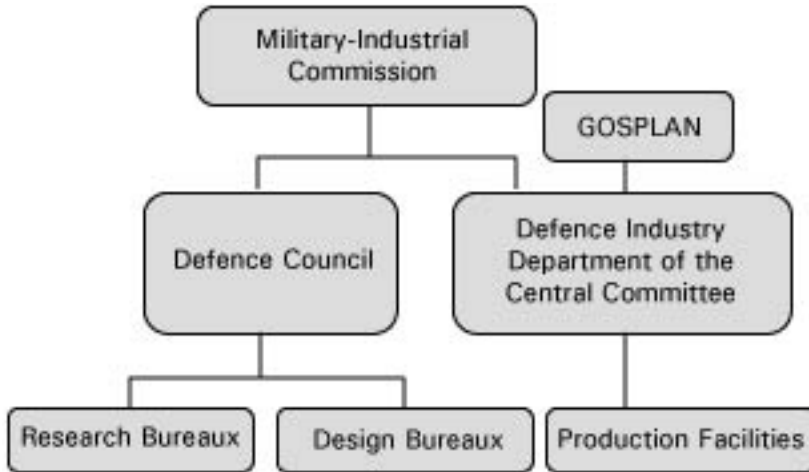 Military-Industrial
Commission
GOSPLAN
Defence Council
Defence Industry
Department of the
Central Committee
Research Bureaux
Design Bureaux
Production Facilities